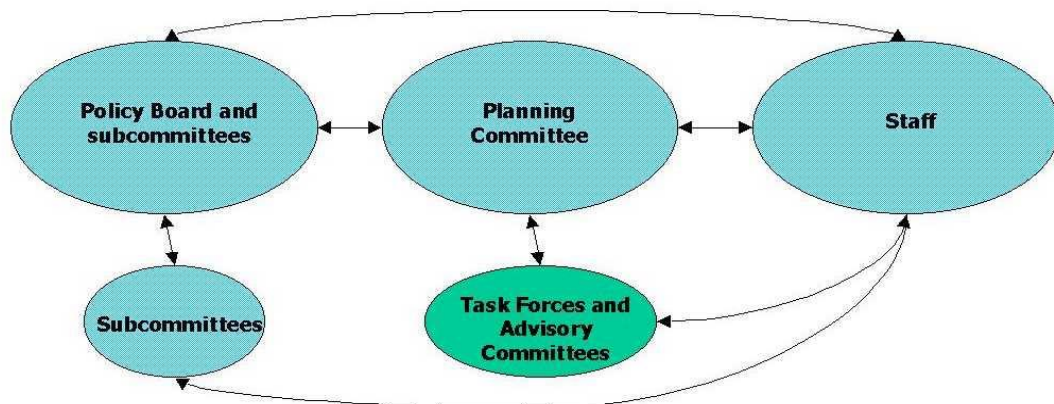 Policy Board and
subcommittees
Planning
Committee
Staff
Subcommittees
Task Forces and
Advisory
Committees